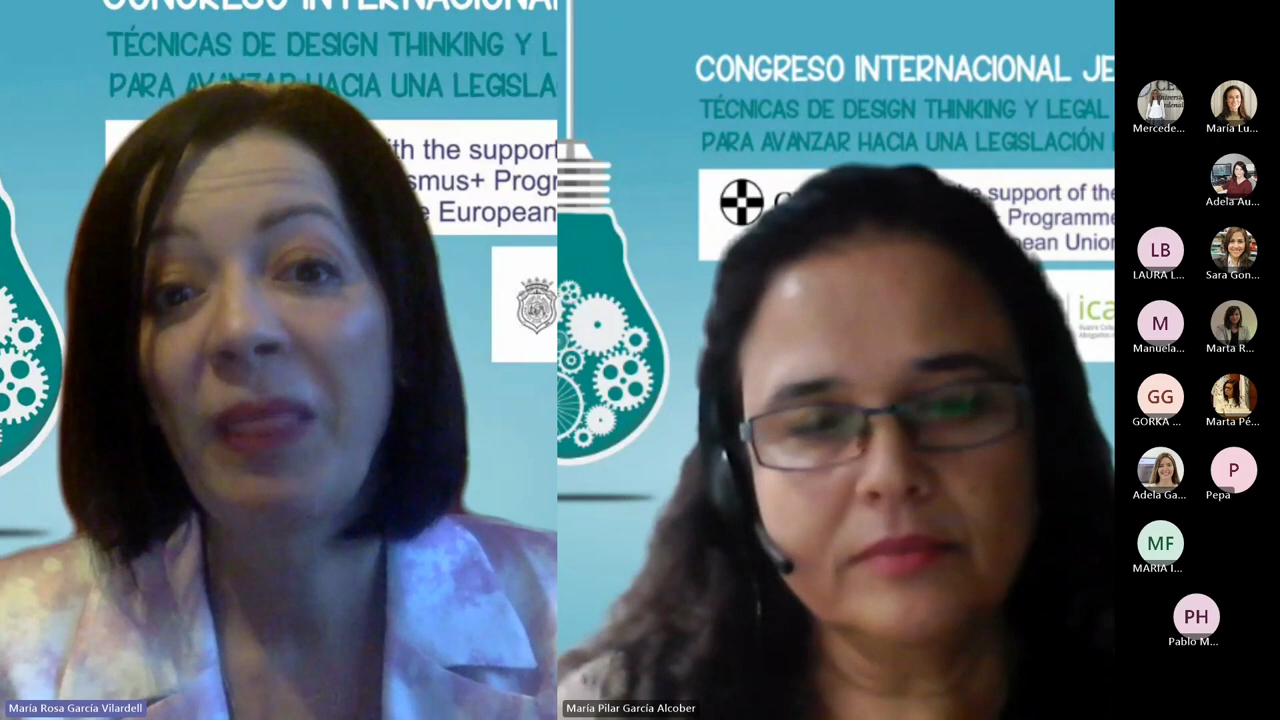 CONGRESO INTERNACIONAL
TÉCNICAS DE DESIGN THINKING Y L
PARA AVANZAR HACIA UNA LEGISLA
th the support
smus+ Progr
e European
María Rosa García Vilardell
CONGRESO INTERNACIONAL JE
TÉCNICAS DE DESIGN THINKING Y LEGAL
PARA AVANZAR HACIA UNA LEGISLACIÓN
e support of the
Programme
pean Union
ica
María Pilar García Alcober
Mercede...
María Lu...
Adela Au...
LB
LAURA L...
Sara Gon...
M
Manuela...
Marta R...
GG
GORKA ...
Marta Pé...
Adela Ga...
P
Pepa
MF
MARIA I...
PH
Pablo M...